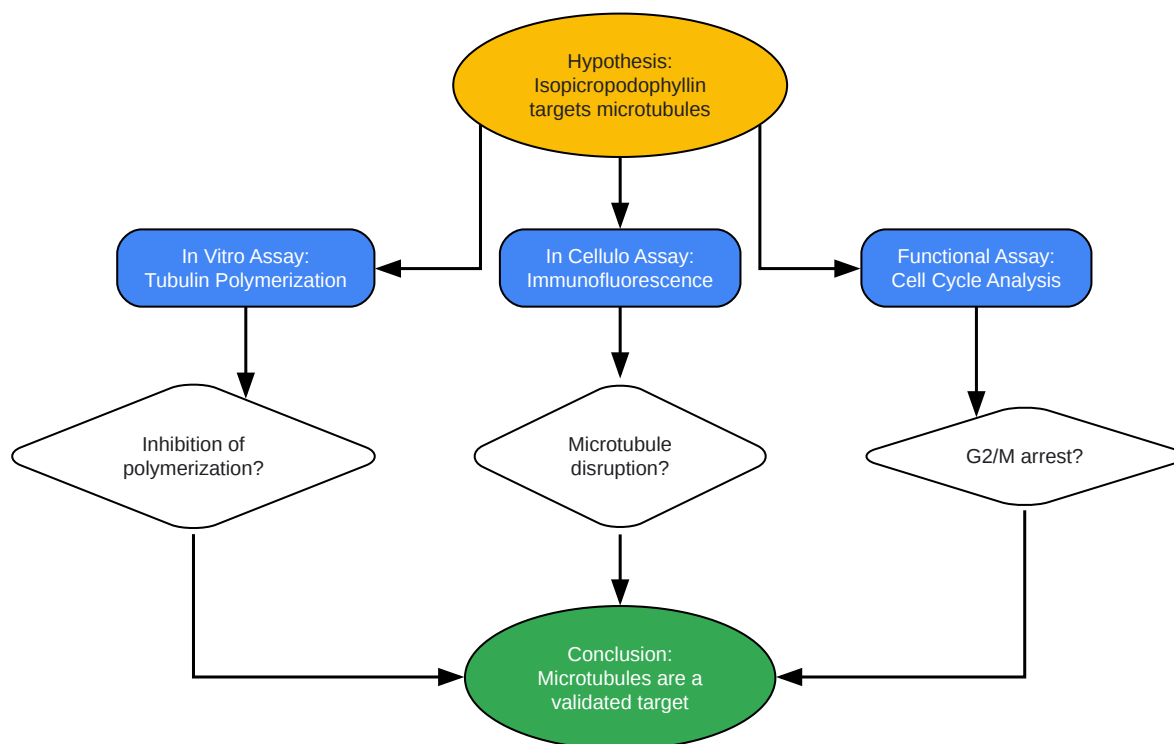 Hypothesis:
Isopicropodophyllin
targets microtubules
In Vitro Assay:
Tubulin Polymerization
In Cellulo Assay:
Immunofluorescence
Functional Assay:
Cell Cycle Analysis
Inhibition of
polymerization?
Microtubule
disruption?
G2/M arrest?
Conclusion:
Microtubules are a
validated target